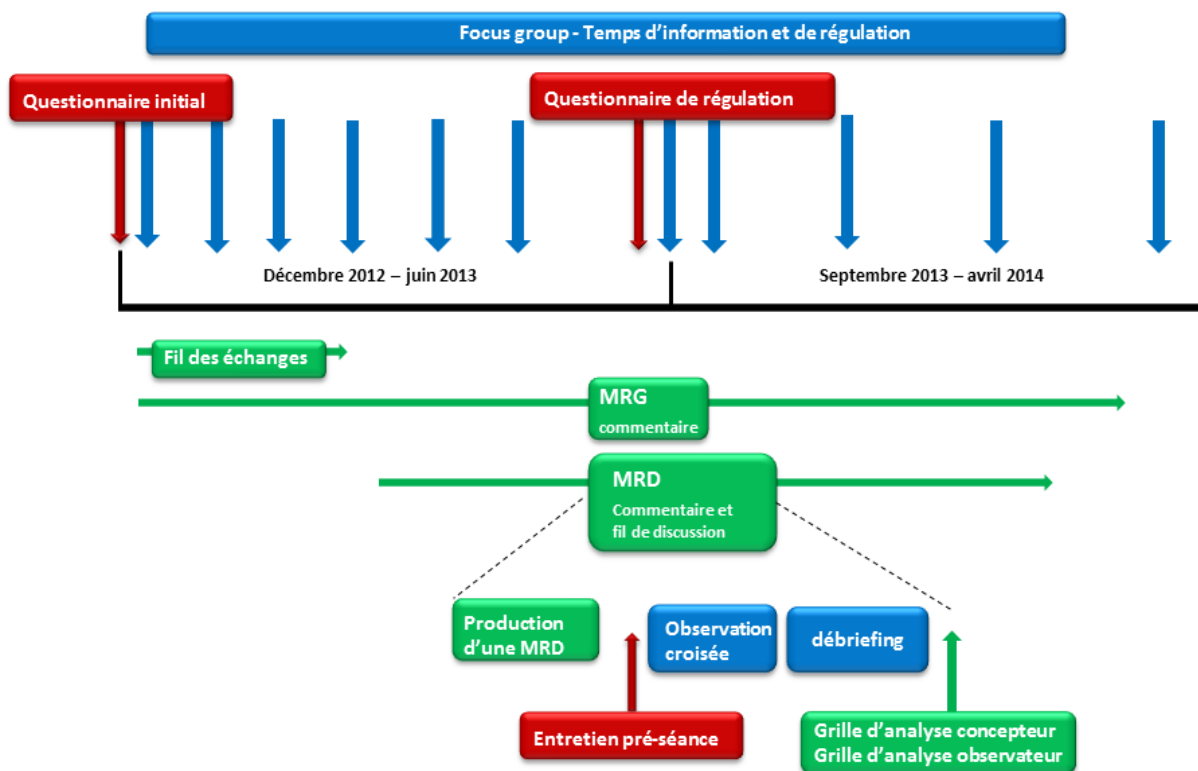 Focus group - Temps d’information et de régulation
Questionnaire initial
Questionnaire de régulation
Décembre 2012 – juin 2013
Septembre 2013 – avril 2014
Fil des échanges
MRG
commentaire
MRD
Commentaire et
fil de discussion
Production
d’une MRD
Observation
croisée
débriefing
Entretien pré-séance
Grille d’analyse concepteur
Grille d’analyse observateur